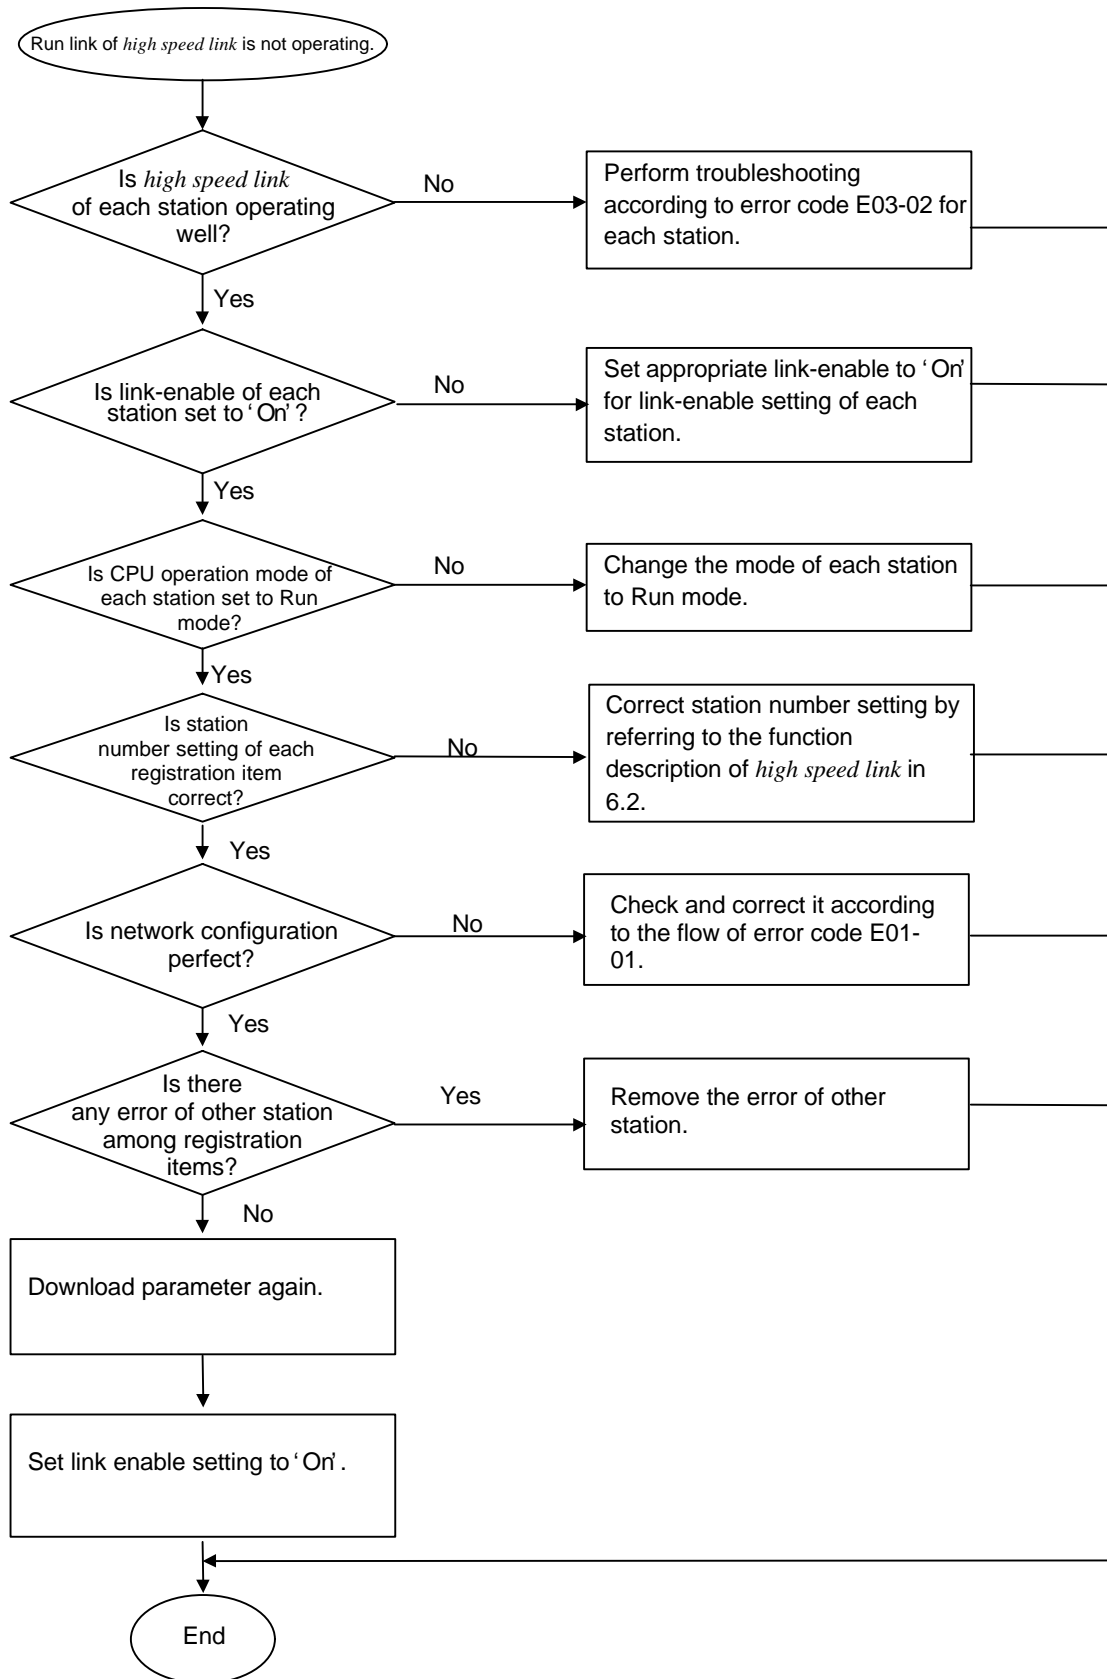 Run link of high speed link is not operating.
Is high speed link
of each station operating
well?
No
Perform troubleshooting
according to error code E03-02 for
each station.
Yes
Is link-enable of each
station set to ‘On’?
No
Set appropriate link-enable to ‘On’
for link-enable setting of each
station.
Yes
Is CPU operation mode of
each station set to Run
mode?
No
Change the mode of each station
to Run mode.
Yes
Is station
number setting of each
registration item
correct?
No
Correct station number setting by
referring to the function
description of high speed link in
6.2.
Yes
Is network configuration
perfect?
No
Check and correct it according
to the flow of error code E01-
01.
Yes
Is there
any error of other station
among registration
items?
Yes
Remove the error of other
station.
No
Download parameter again.
Set link enable setting to ‘On’.
End